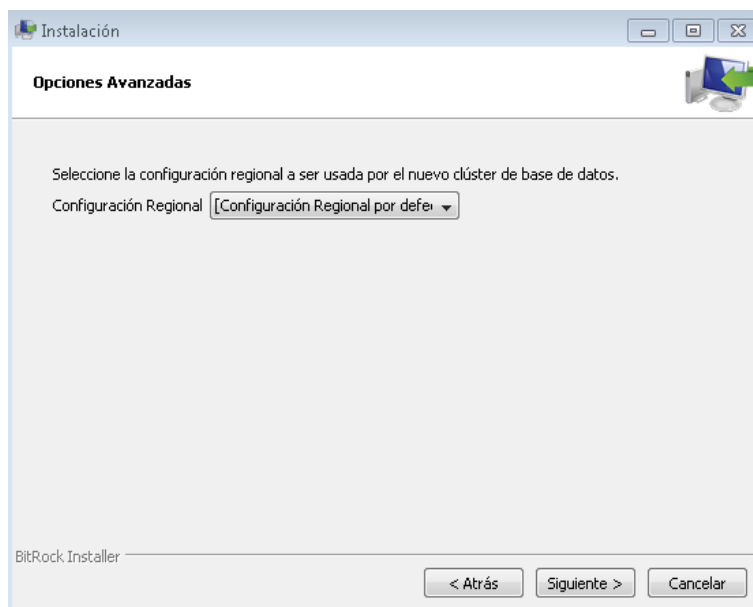 Instalación
Opciones Avanzadas
Seleccione la configuración regional a ser usada por el nuevo clúster de base de datos.
Configuración Regional [Configuración Regional por defe
BitRock Installer
< Atrás Siguiente > Cancelar